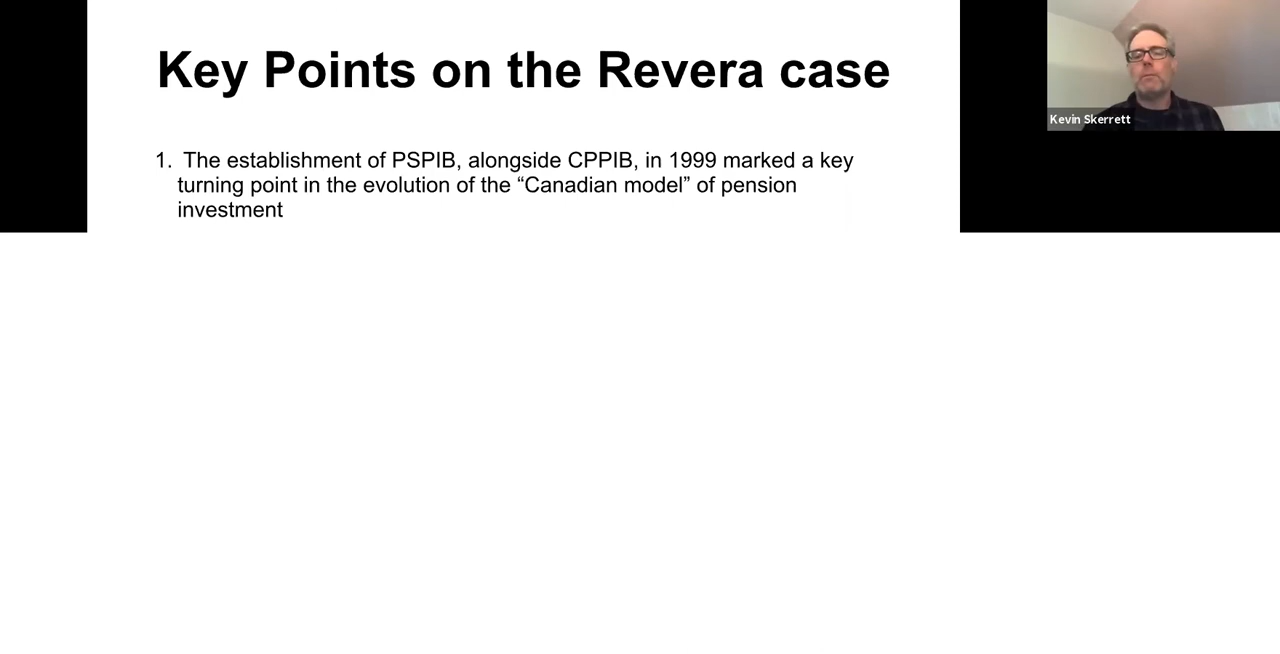 Key Points on the Revera case
Kevin Skerrett
1. The establishment of PSPIB, alongside CPPIB, in 1999 marked a key
turning point in the evolution of the “Canadian model” of pension
investment